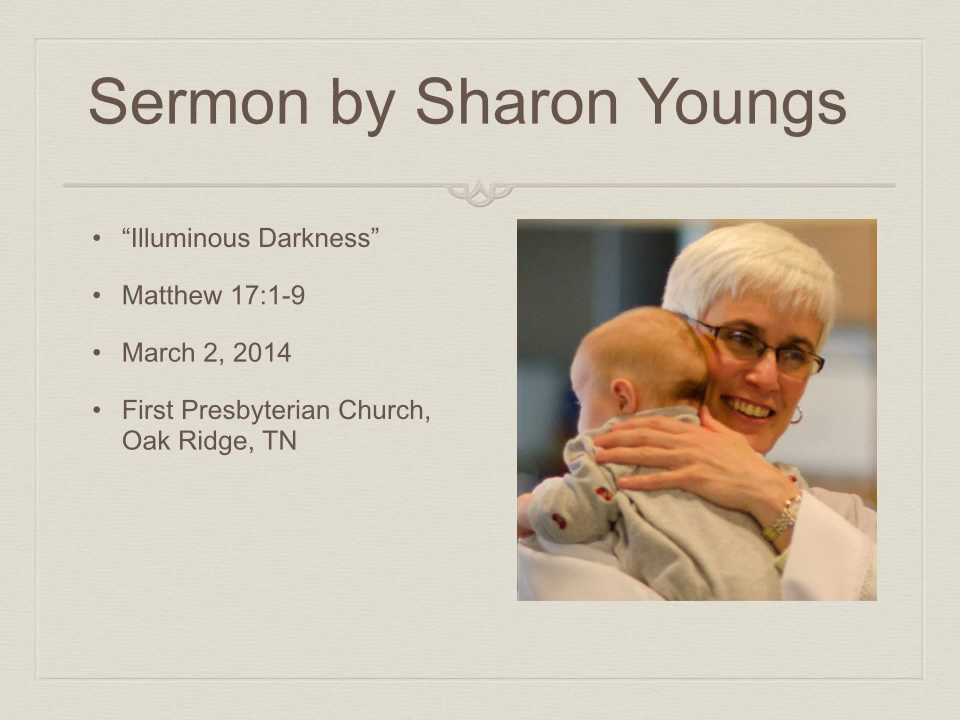 Sermon by Sharon Youngs
• “Illuminous Darkness”
• Matthew 17:1-9
• March 2, 2014
• First Presbyterian Church,
Oak Ridge, TN